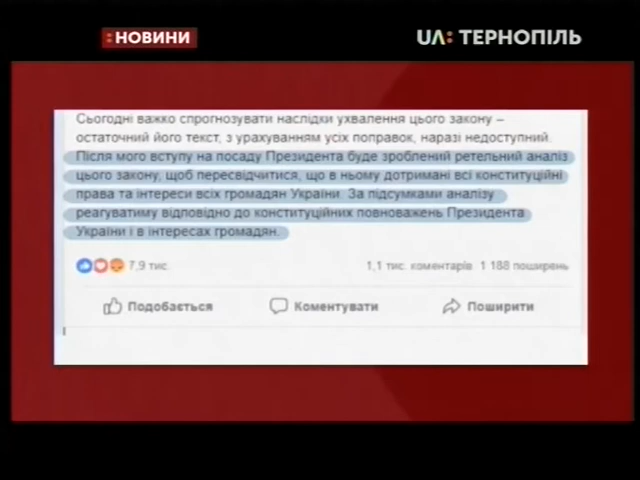 :НОВИНИ
UA: ТЕРНОПІЛЬ
Сьогодні важко спрогнозувати наслідки ухвалення цього закону –
остаточний його текст, з урахуванням усіх поправок, наразі недоступний.
Після мого вступу на посаду Президента буде зроблений ретельний аналіз
цього закону, щоб пересвідчитися, що в ньому дотримані всі конституційні
права та інтереси всіх громадян України. За підсумками аналізу
реагуватиму відповідно до конституційних повноважень Президента
України і в інтересах громадян.
7,9 тис. 1,1 тис. коментарів 1 188 поширень
Подобається Коментувати Поширити